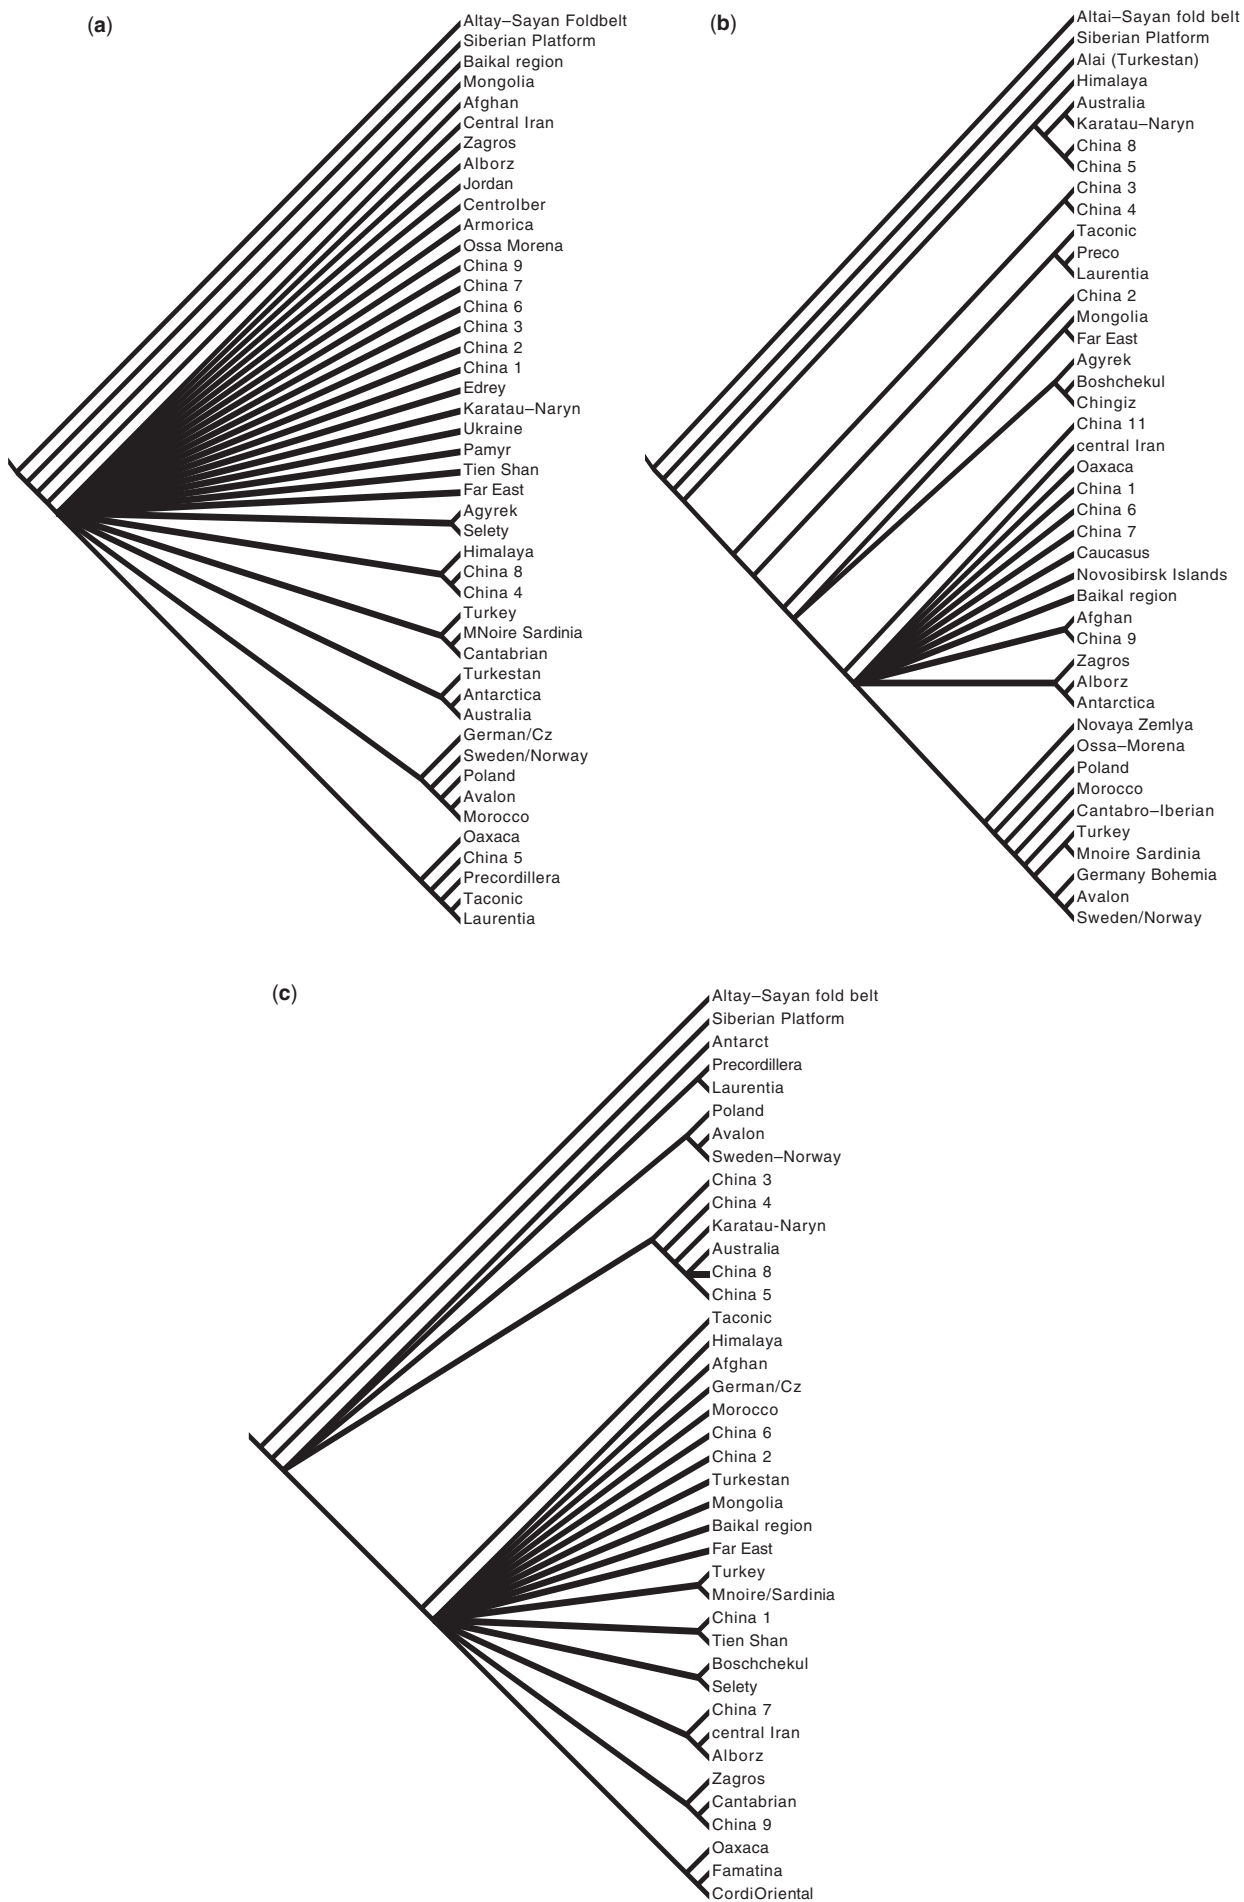 (a)
Altay–Sayan Foldbelt
Siberian Platform
Baikal region
Mongolia
Afghan
Central Iran
Zagros
Alborz
Jordan
CentroIber
Armorica
Ossa Morena
China 9
China 7
China 6
China 3
China 2
China 1
Edrey
Karatau–Naryn
Ukraine
Pamyr
Tien Shan
Far East
Agyrek
Selety
Himalaya
China 8
China 4
Turkey
MNoire Sardinia
Cantabrian
Turkestan
Antarctica
Australia
German/Cz
Sweden/Norway
Poland
Avalon
Morocco
Oaxaca
China 5
Precordillera
Taconic
Laurentia
(b)
Altai–Sayan fold belt
Siberian Platform
Alai (Turkestan)
Himalaya
Australia
Karatau–Naryn
China 8
China 5
China 3
China 4
Taconic
Preco
Laurentia
China 2
Mongolia
Far East
Agyrek
Boshchekul
Chingiz
China 11
central Iran
Oaxaca
China 1
China 6
China 7
Caucasus
Novosibirsk Islands
Baikal region
Afghan
China 9
Zagros
Alborz
Antarctica
Novaya Zemlya
Ossa–Morena
Poland
Morocco
Cantabro–Iberian
Turkey
Mnoire Sardinia
Germany Bohemia
Avalon
Sweden/Norway
(c)
Altay–Sayan fold belt
Siberian Platform
Antarct
Precordillera
Laurentia
Poland
Avalon
Sweden–Norway
China 3
China 4
Karatau-Naryn
Australia
China 8
China 5
Taconic
Himalaya
Afghan
German/Cz
Morocco
China 6
China 2
Turkestan
Mongolia
Baikal region
Far East
Turkey
Mnoire/Sardinia
China 1
Tien Shan
Boschchekul
Selety
China 7
central Iran
Alborz
Zagros
Cantabrian
China 9
Oaxaca
Famatina
CordiOriental